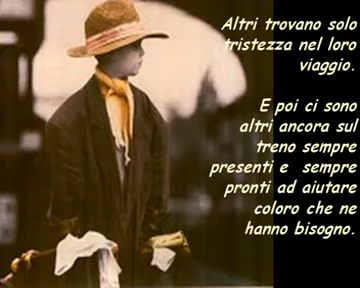 Altri trovano solo
tristezza nel loro
viaggio.
E poi ci sono
altri ancora sul
treno sempre
presenti e sempre
pronti ad aiutare
coloro che ne
hanno bisogno.